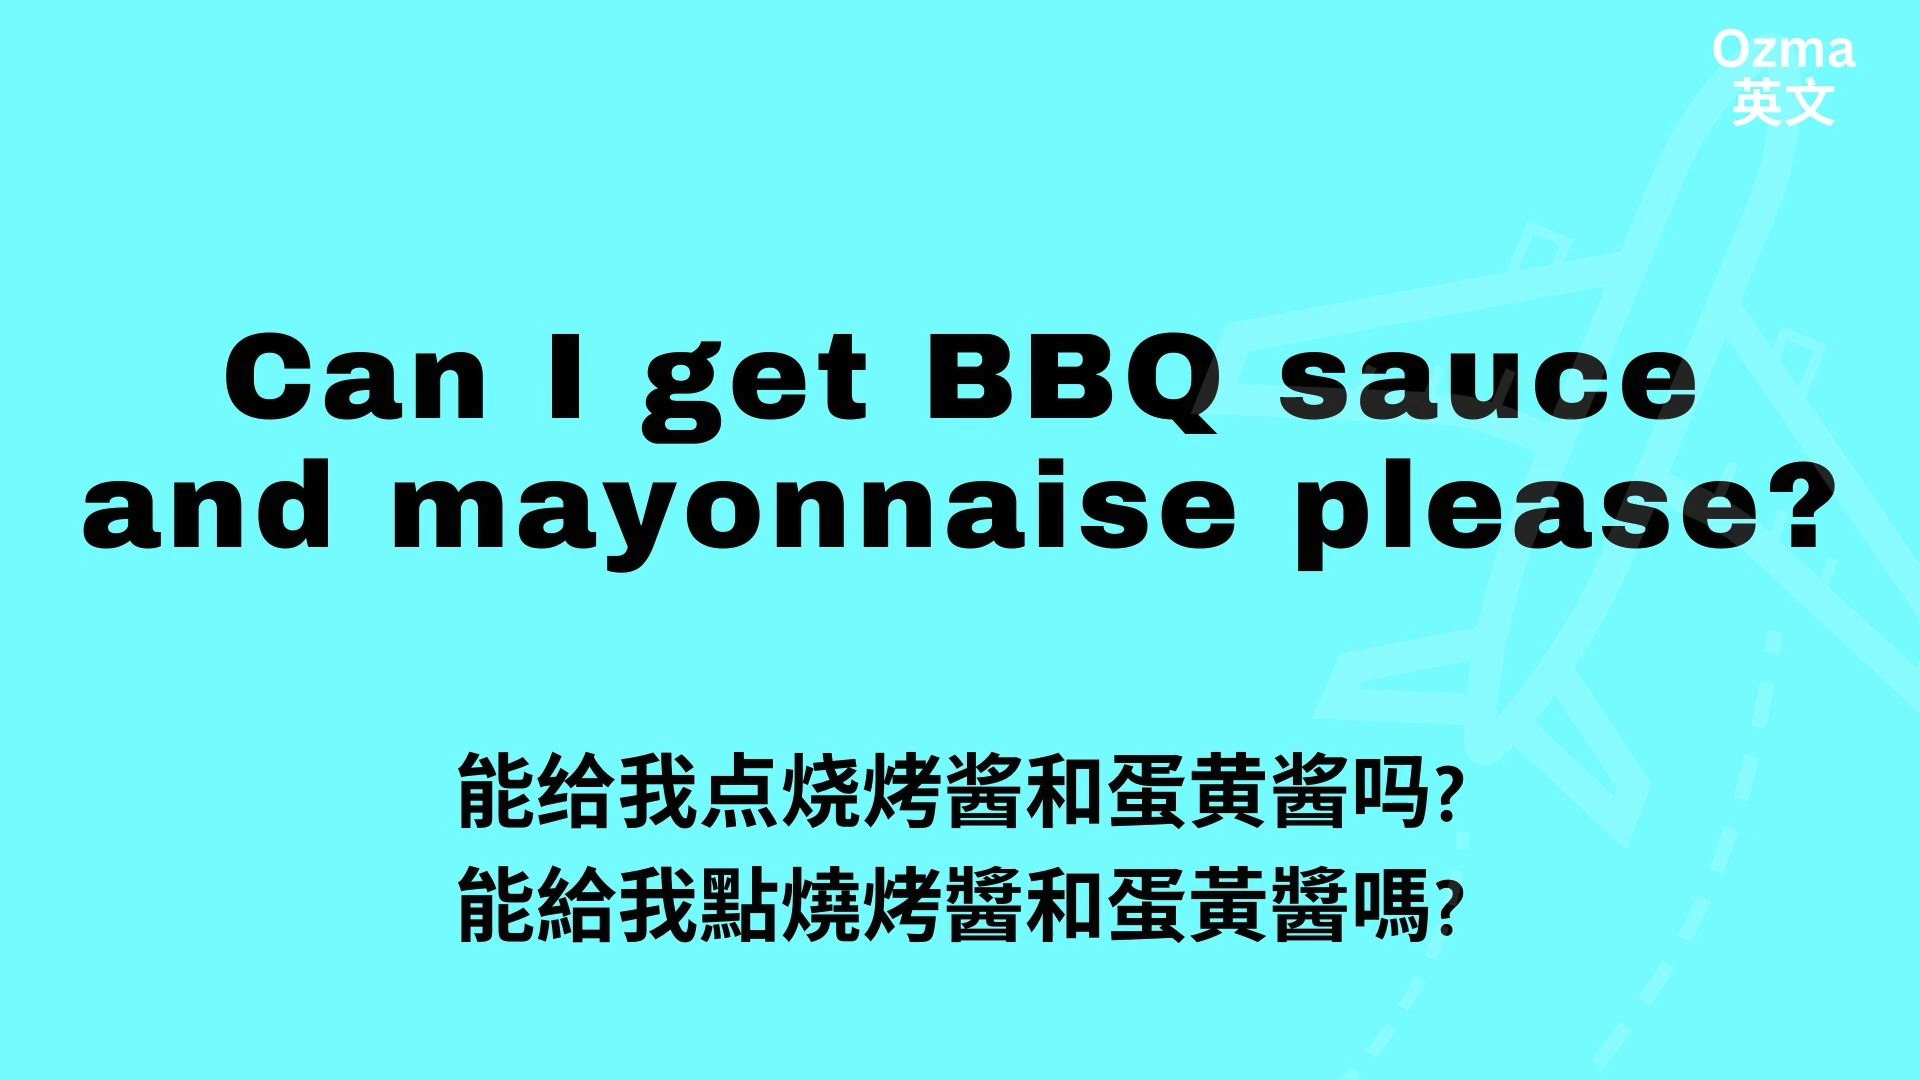 Ozma
英文
Can I get BBQ sauce
and mayonnaise please?
能给我点烧烤酱和蛋黄酱吗?
能給我點燒烤醬和蛋黃醬嗎?